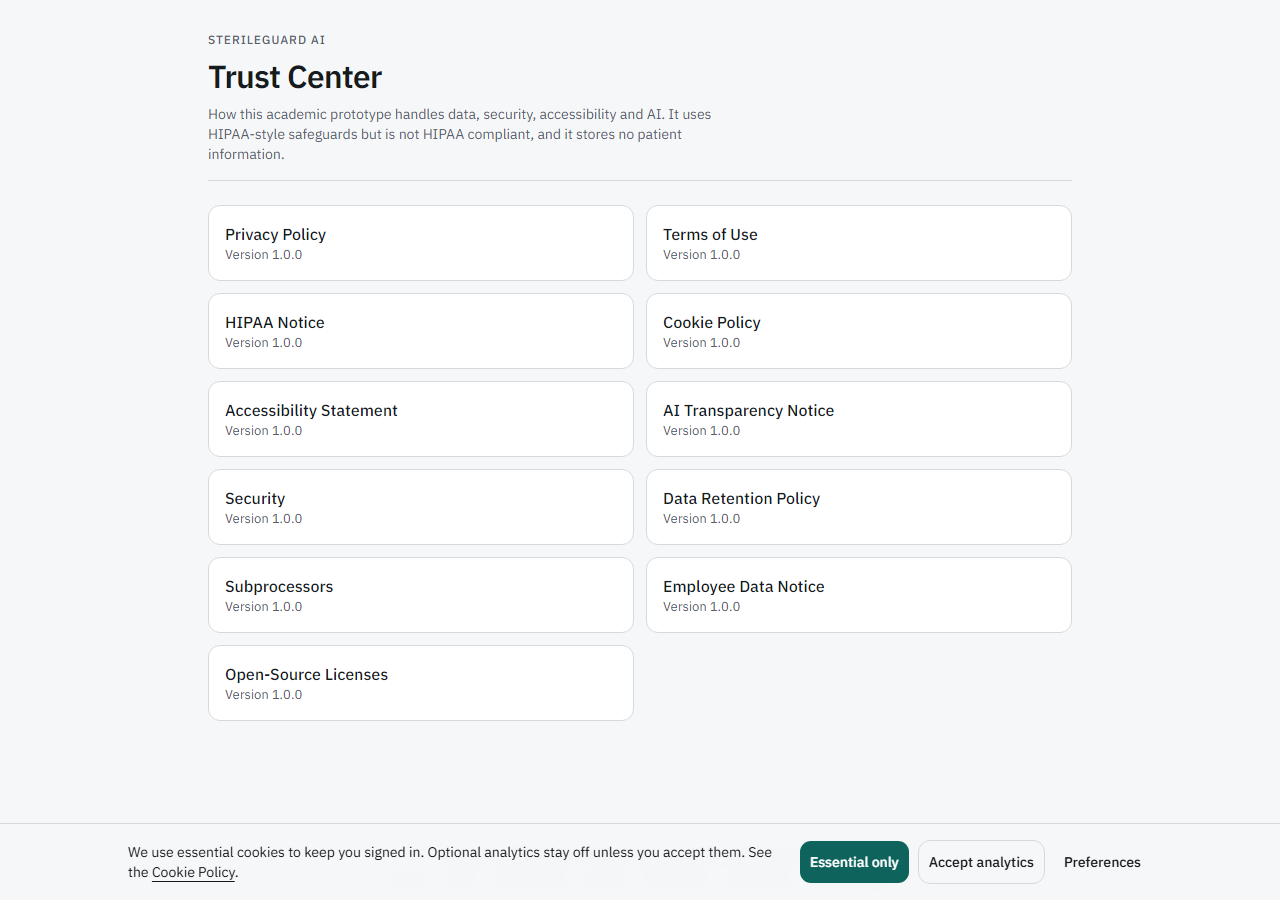 STERILEGUARD AI
Trust Center
How this academic prototype handles data, security, accessibility and AI. It uses
HIPAA-style safeguards but is not HIPAA compliant, and it stores no patient
information.
Privacy Policy
Version 1.0.0
Terms of Use
Version 1.0.0
HIPAA Notice
Version 1.0.0
Cookie Policy
Version 1.0.0
Accessibility Statement
Version 1.0.0
AI Transparency Notice
Version 1.0.0
Security
Version 1.0.0
Data Retention Policy
Version 1.0.0
Subprocessors
Version 1.0.0
Employee Data Notice
Version 1.0.0
Open-Source Licenses
Version 1.0.0
We use essential cookies to keep you signed in. Optional analytics stay off unless you accept them. See
the Cookie Policy.
Essential only
Accept analytics
Preferences